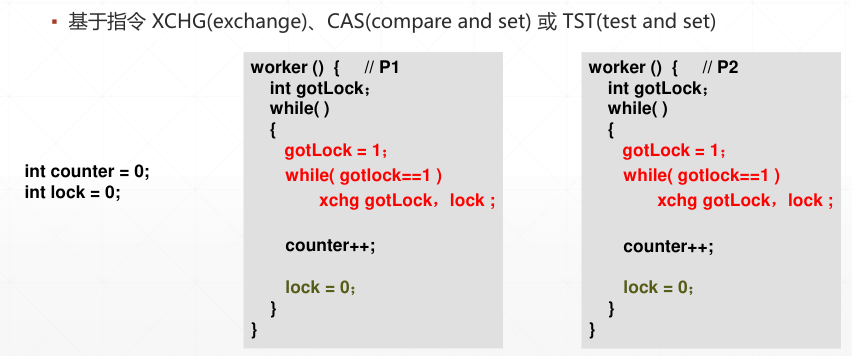 ▪ 基于指令 XCHG(exchange)、CAS(compare and set) 或 TST(test and set)
int counter = 0;
int lock = 0;
worker () { // P1
int gotLock；
while( )
{
gotLock = 1；
while( gotlock==1 )
xchg gotLock，lock ;
counter++;
lock = 0；
}
}
worker () { // P2
int gotLock；
while( )
{
gotLock = 1；
while( gotlock==1 )
xchg gotLock，lock ;
counter++;
lock = 0；
}
}